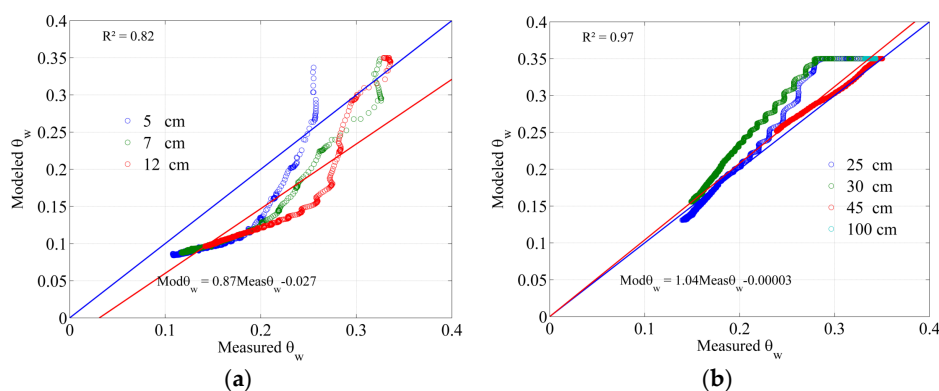 0.4
0.35
0.3
0.25
0.2
0.15
0.1
0.05
0
Modeled θw
R² = 0.82
5 cm
7 cm
12 cm
Modθw = 0.87Measθw-0.027
0 0.1 0.2 0.3 0.4
Measured θw
(a)
0.4
0.35
0.3
0.25
0.2
0.15
0.1
0.05
0
Modeled θw
R² = 0.97
25 cm
30 cm
45 cm
100 cm
Modθw = 1.04Measθw-0.00003
0.1 0.2 0.3 0.4
Measured θw
(b)